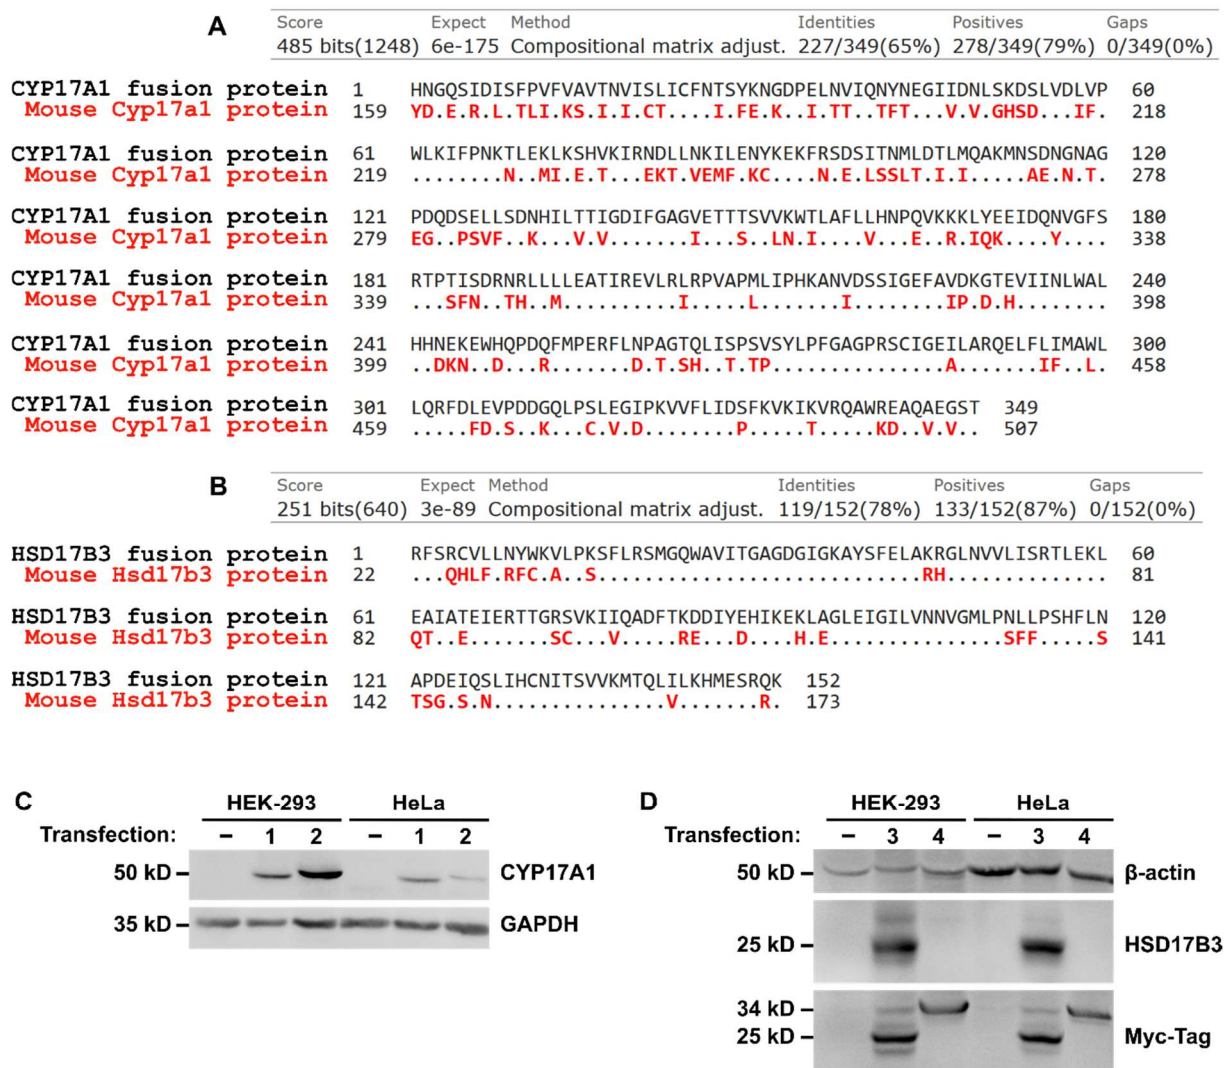 A
Score Expect Method Identities Positives Gaps
485 bits(1248) 6e-175 Compositional matrix adjust. 227/349(65%) 278/349(79%) 0/349(0%)
CYP17A1 fusion protein 1 HNGQSIDISFPVFVAVTNVISLICFNTSYKNGDPELNVIQNYNEGIIDNLSKDSLVDLVP 60
Mouse Cyp17a1 protein 159 YD.E.R.L.TLI.KS.I.I.CT....I.FE.K..I.TT..TFT...V.V.GHSD...IF. 218
CYP17A1 fusion protein 61 WLKIFPNKTLEKLKSHVKIRNDLLNKILENYKEKFRSDSITNMLDTLMQAKMNSDNGNAG 120
Mouse Cyp17a1 protein 219 ........N..MI.E.T...EKT.VEMF.KC....N.E.LSSLT.I.I.....AE.N.T. 278
CYP17A1 fusion protein 121 PDQDSELLSDNHILTTIGDIFGAGVETTTSVVKWTLAFLLHNPQVKKKLYEEIDQNVGFS 180
Mouse Cyp17a1 protein 279 EG..PSVF..K...V.V.......I...S..LN.I....V...E..R.IQK....Y.... 338
CYP17A1 fusion protein 181 RTPTISDRNRLLLLEATIREVLRLRPVAPMLIPHKANVDSSIGEFAVDKGTEVIINLWAL 240
Mouse Cyp17a1 protein 339 ...SFN..TH..M..........I.....L.......I........IP.D.H........ 398
CYP17A1 fusion protein 241 HHNEKEWHQPDQFMPERFLNPAGTQLISPSVSYLPFGAGPRSCIGEILARQELFLIMAWL 300
Mouse Cyp17a1 protein 399 ..DKN..D...R.......D.T.SH..T.TP...............A.......IF..L. 458
CYP17A1 fusion protein 301 LQRFDLEVPDDGQLPSLEGIPKVVFLIDSFKVKIKVRQAWREAQAEGST 349
Mouse Cyp17a1 protein 459 .....FD.S..K...C.V.D........P.....T.....KD..V.V.. 507
B
Score Expect Method Identities Positives Gaps
251 bits(640) 3e-89 Compositional matrix adjust. 119/152(78%) 133/152(87%) 0/152(0%)
HSD17B3 fusion protein 1 RFSRCVLLNYWKVLPKSFLRSMGQWAVITGAGDGIGKAYSFELAKRGLNVVLISRTLEKL 60
Mouse Hsd17b3 protein 22 ...QHLF.RFC.A..S............................RH.............. 81
HSD17B3 fusion protein 61 EAIATEIERTTGRSVKIIQADFTKDDIYEHIKEKLAGLEIGILVNNVGMLPNLLPSHFLN 120
Mouse Hsd17b3 protein 82 QT..E.......SC...V.....RE...D....H.E...............SFF......S 141
HSD17B3 fusion protein 121 APDEIQSLIHCNITSVVKMTQLILKHMESRQK 152
Mouse Hsd17b3 protein 142 TSG.S.N...............V.......R. 173
C
HEK-293 HeLa
Transfection: – 1 2 – 1 2
50 kD CYP17A1
35 kD GAPDH
D
HEK-293 HeLa
Transfection: – 3 4 – 3 4
50 kD β-actin
25 kD HSD17B3
34 kD
25 kD Myc-Tag